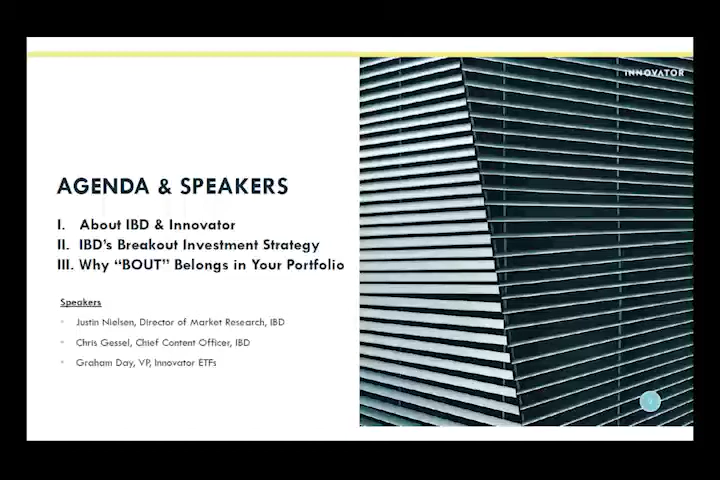 INNOVATOR
AGENDA & SPEAKERS
I. About IBD & Innovator
II. IBD's Breakout Investment Strategy
III. Why “BOUT” Belongs in Your Portfolio
Speakers
• Justin Nielsen, Director of Market Research, IBD
• Chris Gessel, Chief Content Officer, IBD
• Graham Day, VP, Innovator ETFs